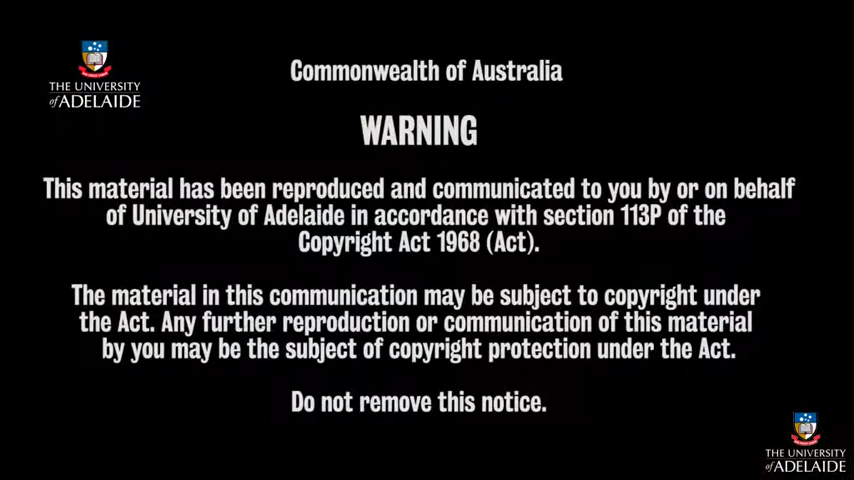 THE UNIVERSITY
of ADELAIDE
Commonwealth of Australia
WARNING
This material has been reproduced and communicated to you by or on behalf
of University of Adelaide in accordance with section 113P of the
Copyright Act 1968 (Act).
The material in this communication may be subject to copyright under
the Act. Any further reproduction or communication of this material
by you may be the subject of copyright protection under the Act.
Do not remove this notice.
THE UNIVERSITY
of ADELAIDE